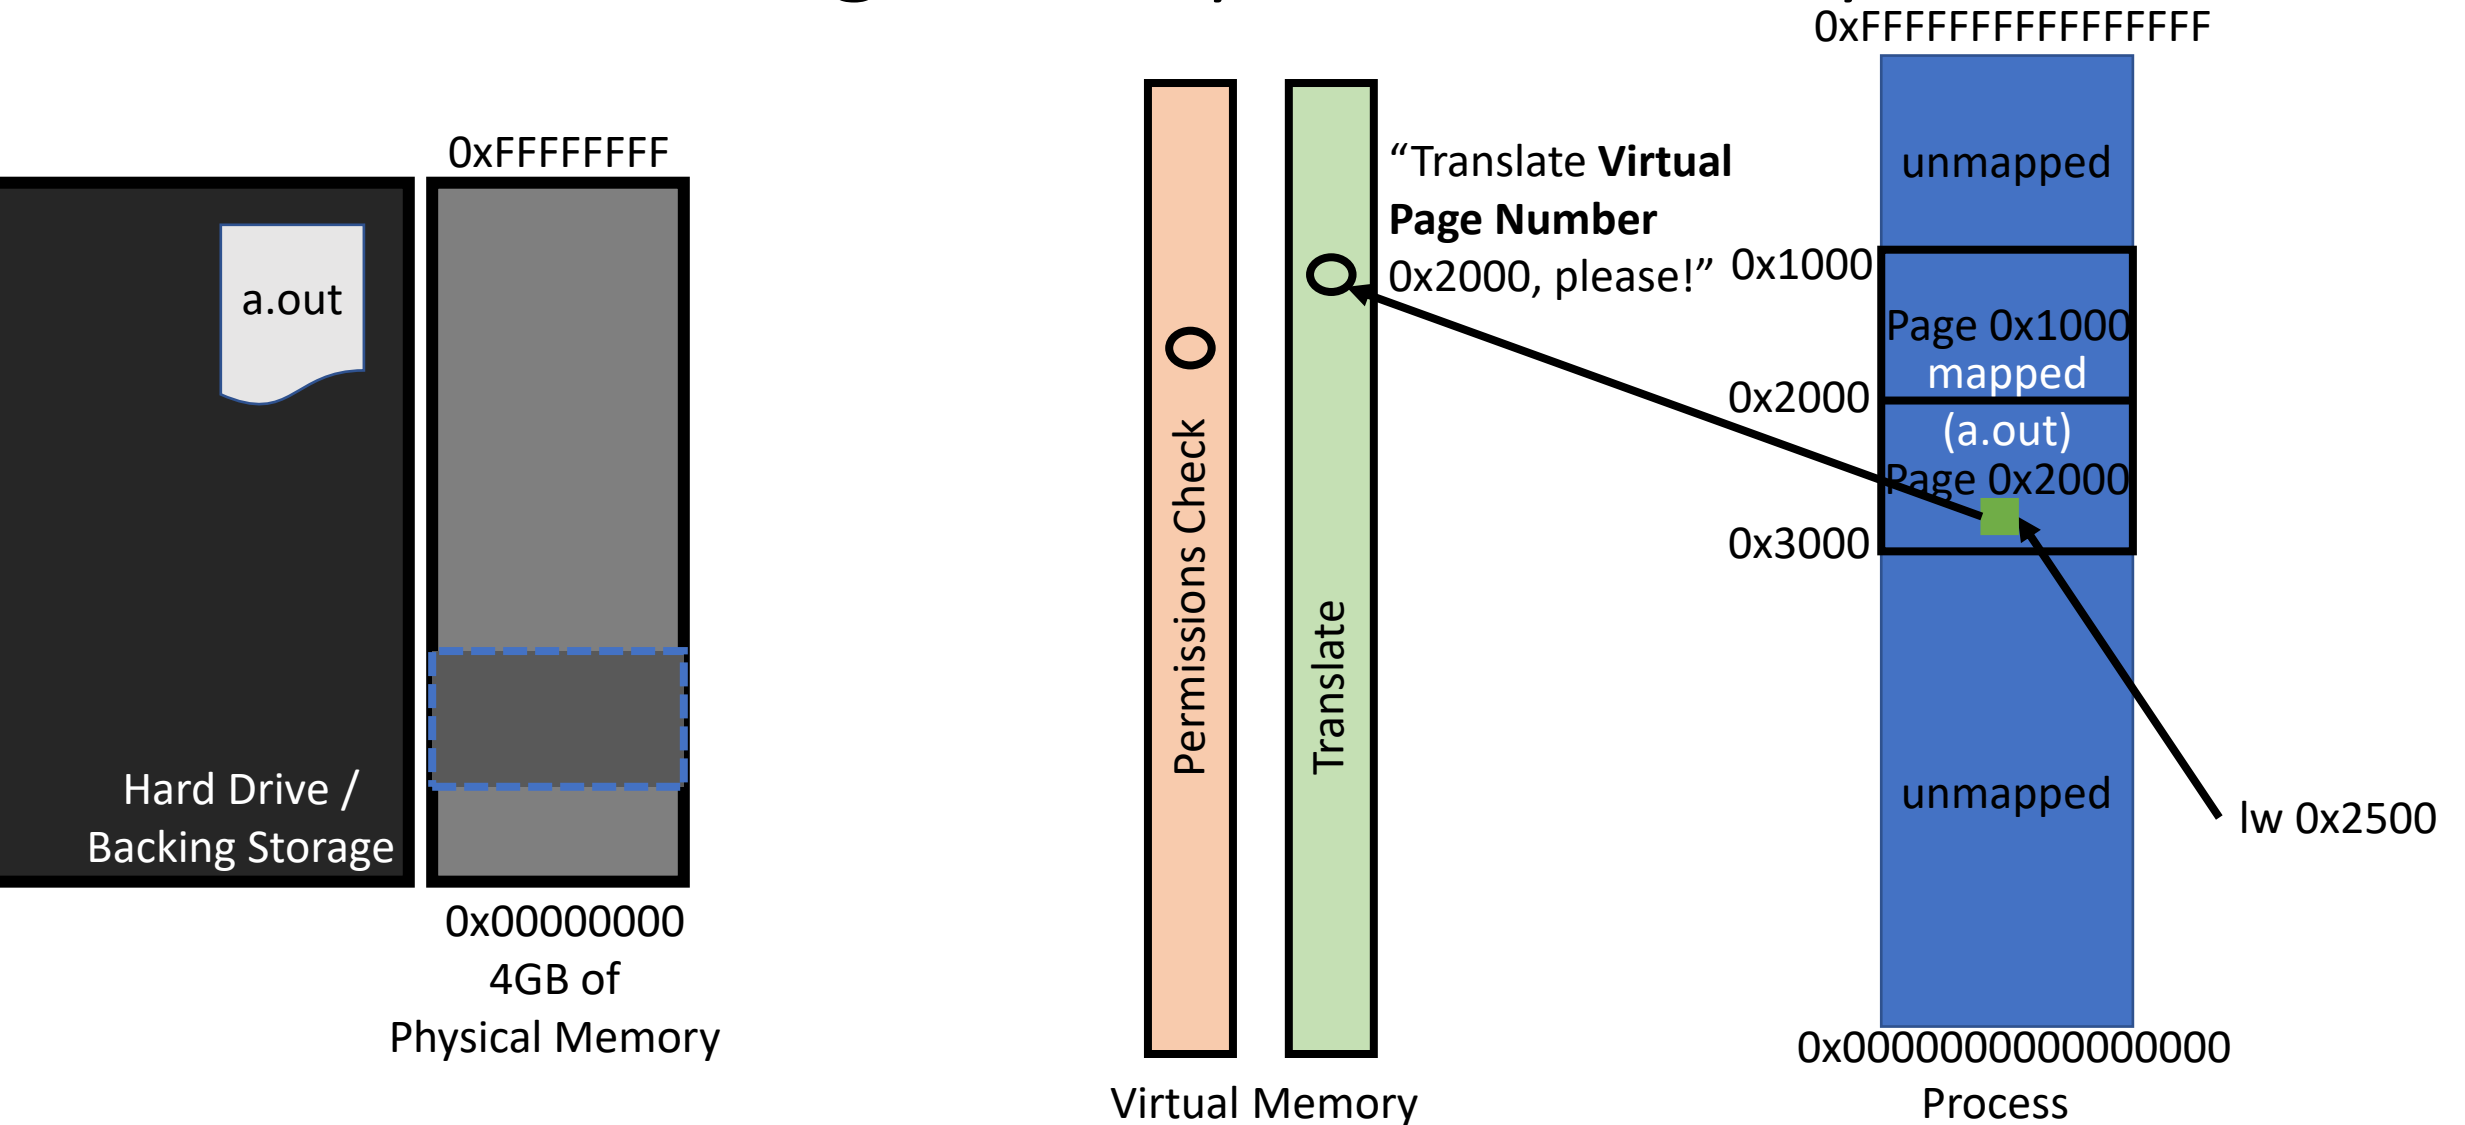 0xFFFFFFFFFFFFFFFF
0xFFFFFFFF
a.out
Hard Drive /
Backing Storage
0x00000000
4GB of
Physical Memory
Permissions Check
Translate
Virtual Memory
“Translate Virtual
Page Number
0x2000, please!”
0x1000
0x2000
0x3000
unmapped
Page 0x1000
mapped
(a.out)
Page 0x2000
unmapped
lw 0x2500
0x0000000000000000
Process